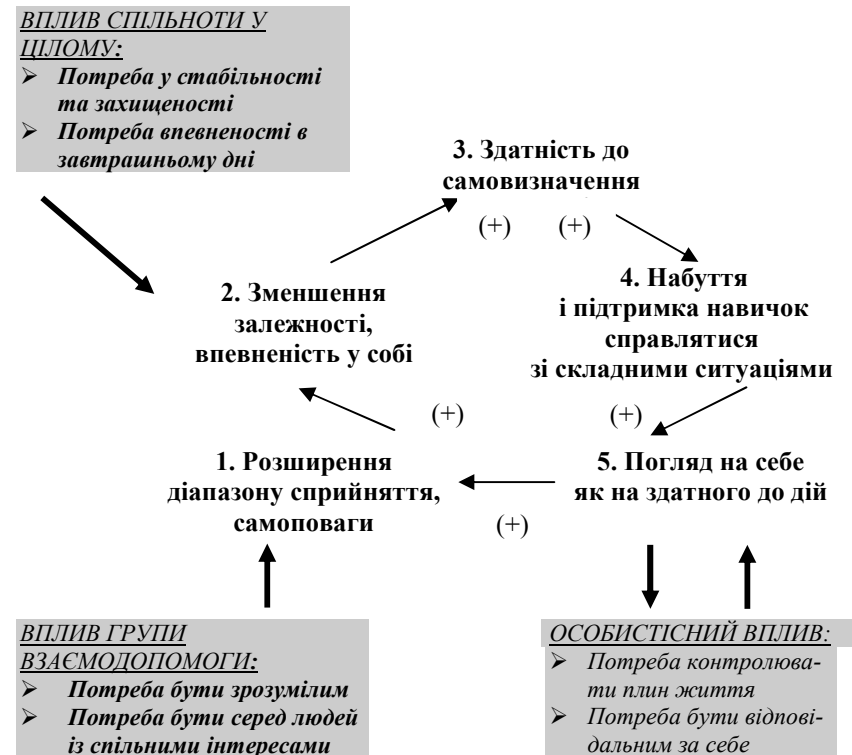 ВПЛИВ СПІЛЬНОТИ У
ЦІЛОМУ:
➢ Потреба у стабільності
та захищеності
➢ Потреба впевненості в
завтрашньому дні
3. Здатність до
самовизначення
(+) (+)
2. Зменшення
залежності,
впевненість у собі
4. Набуття
і підтримка навичок
справлятися
зі складними ситуаціями
(+) (+)
1. Розширення
діапазону сприйняття,
самоповаги
5. Погляд на себе
як на здатного до дій
(+)
ВПЛИВ ГРУПИ
ВЗАЄМОДОПОМОГИ:
➢ Потреба бути зрозумілим
➢ Потреба бути серед людей
із спільними інтересами
ОСОБИСТІСНИЙ ВПЛИВ:
➢ Потреба контролюва-
ти плин життя
➢ Потреба бути відпові-
дальним за себе